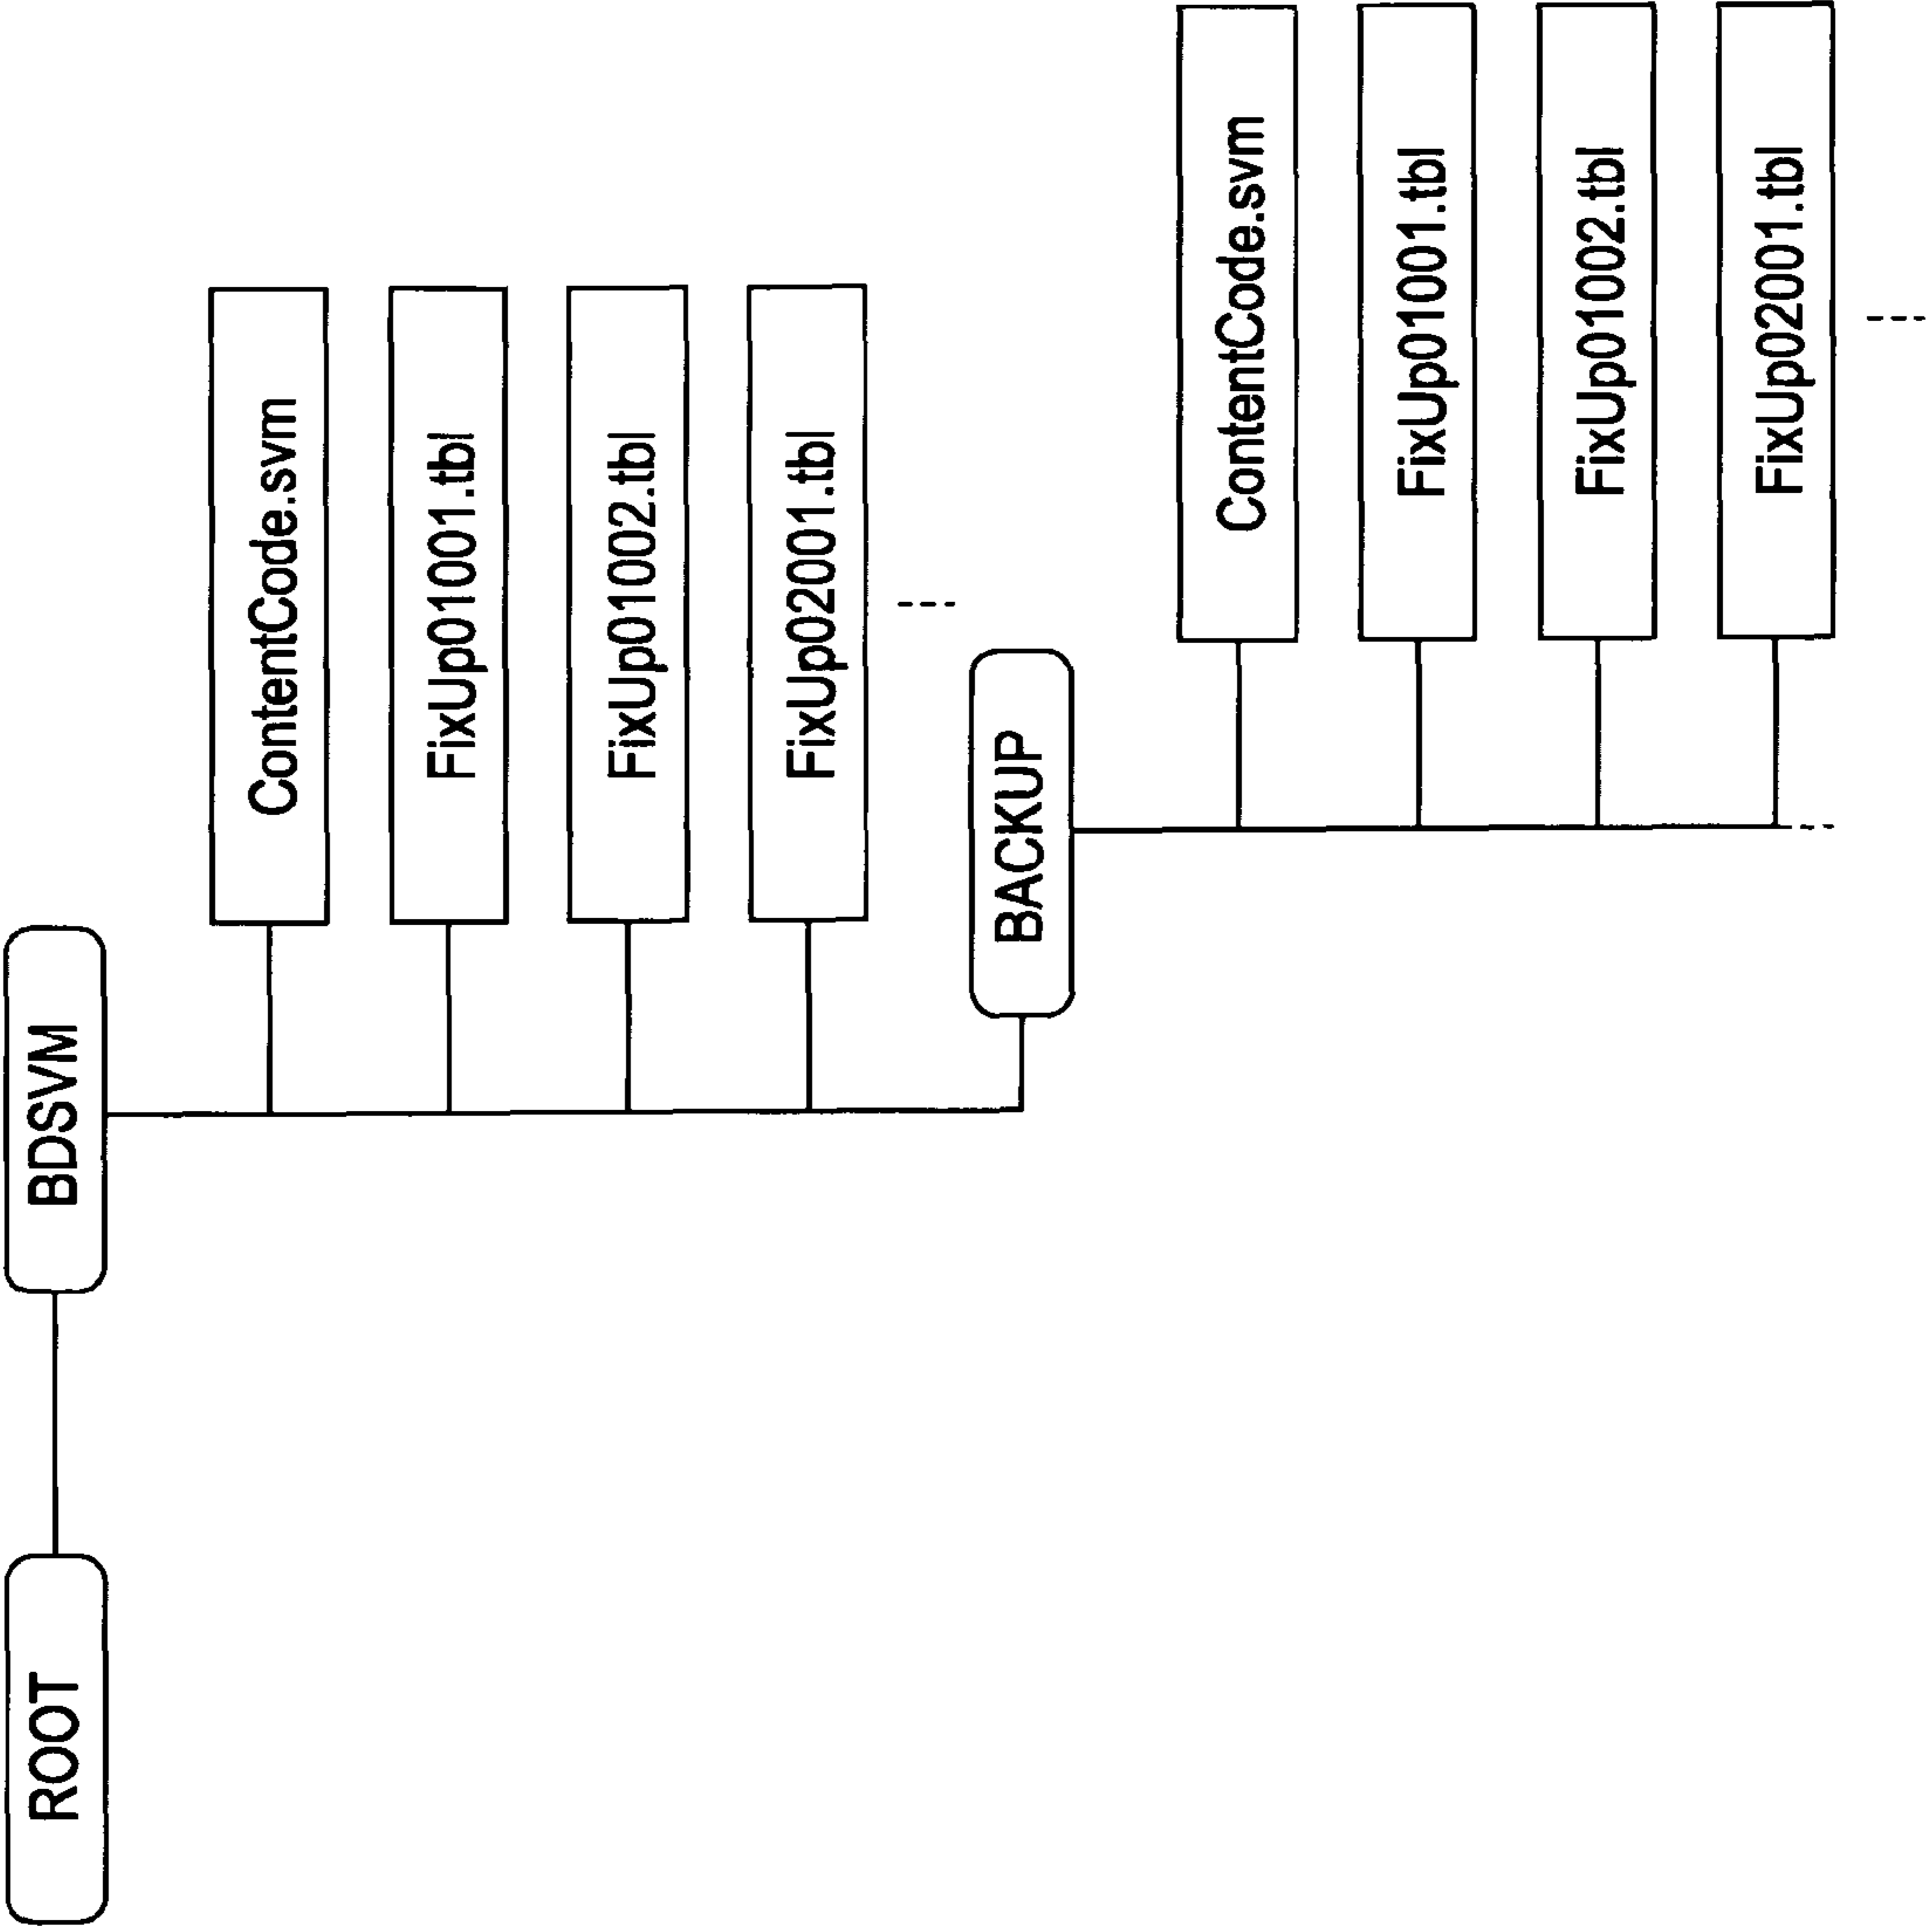 ROOT
BDSVM
ContentCode.svm
FixUp01001.tbl
FixUp01002.tbl
FixUp02001.tbl
BACKUP
ContentCode.svm
FixUp01001.tbl
FixUp01002.tbl
FixUp02001.tbl